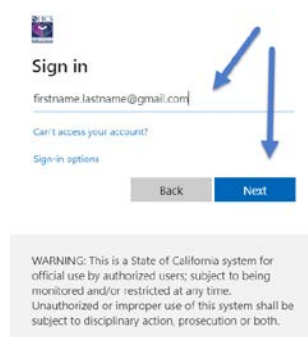 DHCS
Sign in
firstname.lastname@gmail.com
Can't access your account?
Sign-in options
Back
Next
WARNING: This is a State of California system for
official use by authorized users; subject to being
monitored and/or restricted at any time.
Unauthorized or improper use of this system shall be
subject to disciplinary action, prosecution or both.